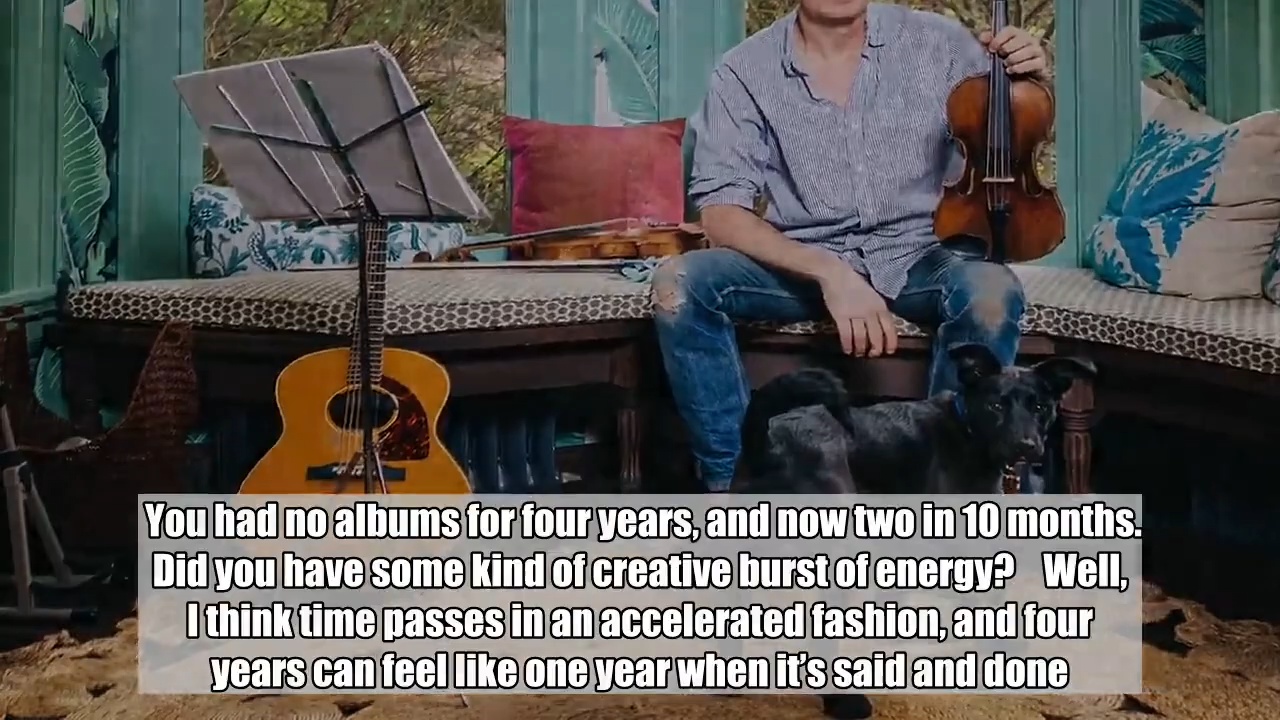 You had no albums for four years, and now two in 10 months.
Did you have some kind of creative burst of energy? Well,
I think time passes in an accelerated fashion, and four
years can feel like one year when it’s said and done